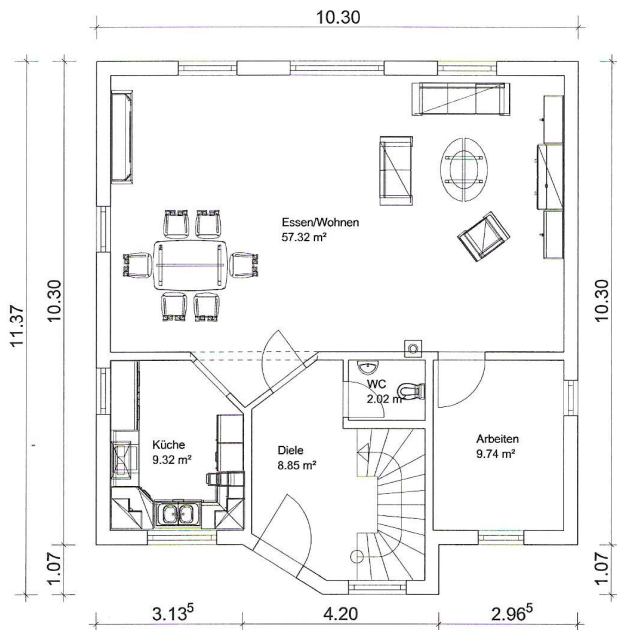 10.30
11.37
10.30
10.30
Essen/Wohnen
57.32 m²
WC
2.02 m²
Küche
9.32 m²
Diele
8.85 m²
Arbeiten
9.74 m²
1.07
1.07
3.13⁵
4.20
2.96⁵